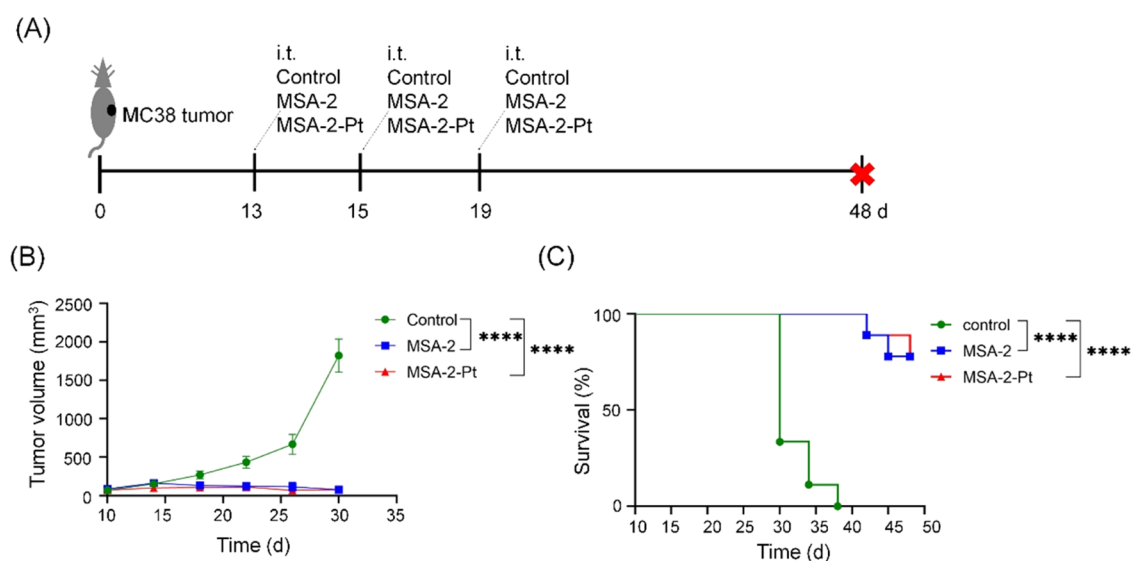 (A)
i.t.
Control
MSA-2
MSA-2-Pt
i.t.
Control
MSA-2
MSA-2-Pt
i.t.
Control
MSA-2
MSA-2-Pt
MC38 tumor
0 13 15 19 48 d
(B)
Tumor volume (mm³)
2500
2000
1500
1000
500
0
10 15 20 25 30 35
Time (d)
Control
MSA-2
MSA-2-Pt
****
****
(C)
Survival (%)
100
50
0
10 15 20 25 30 35 40 45 50
Time (d)
control
MSA-2
MSA-2-Pt
****
****